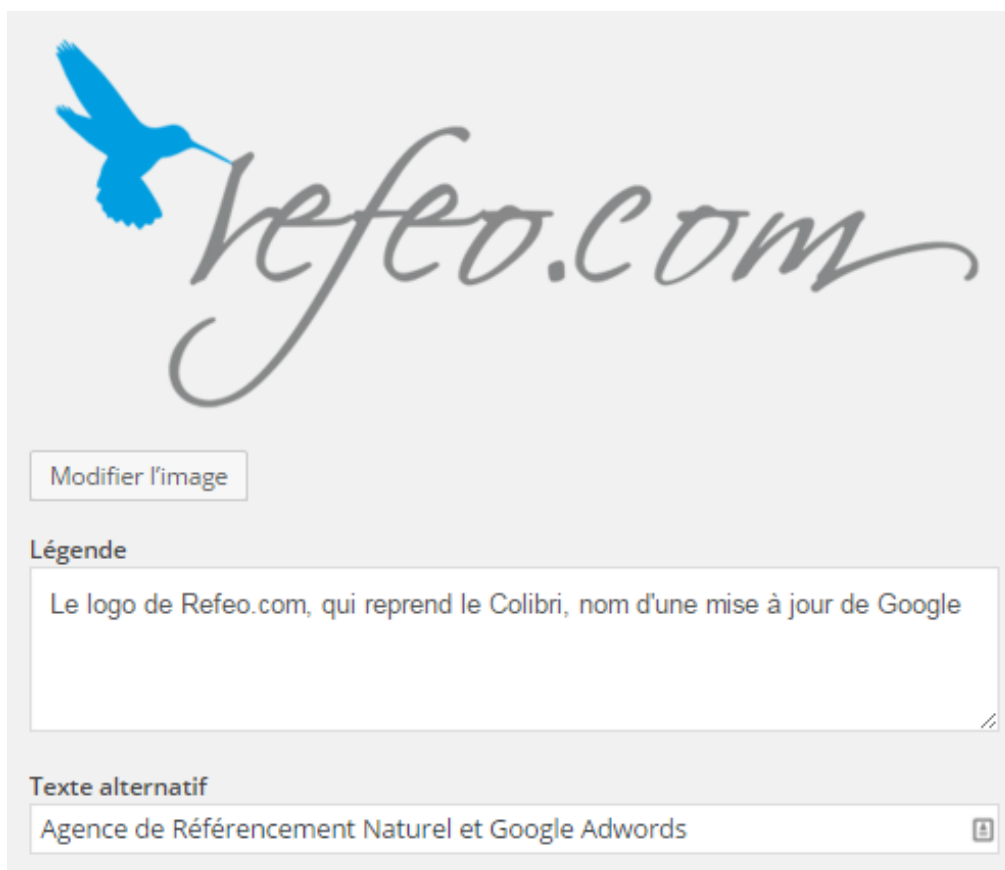 refeo.com
Modifier l'image
Légende
Le logo de Refeo.com, qui reprend le Colibri, nom d'une mise à jour de Google
Texte alternatif
Agence de Référencement Naturel et Google Adwords